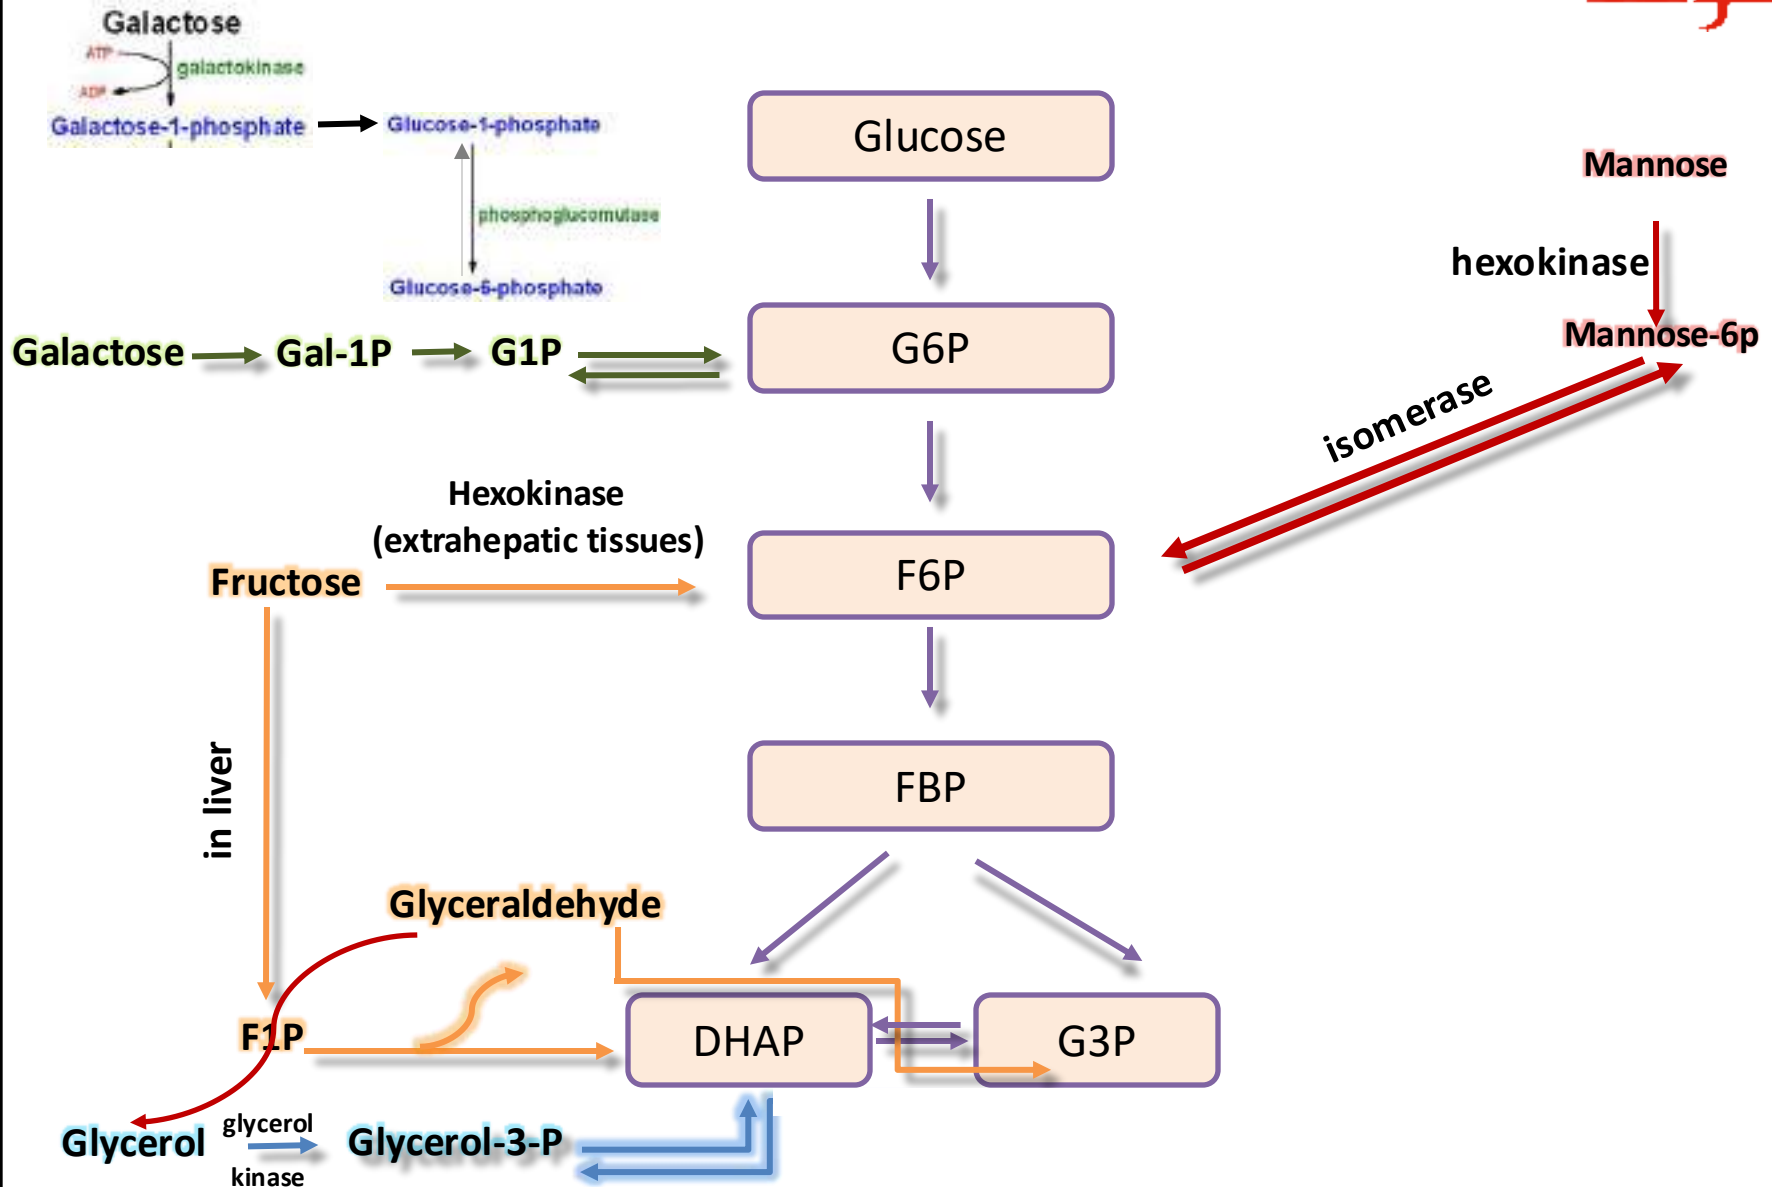 Galactose
ATP
galactokinase
ADP
Galactose-1-phosphate
Glucose-1-phosphate
phosphoglucomutase
Glucose-6-phosphate
Glucose
Mannose
hexokinase
Mannose-6p
Galactose
Gal-1P
G1P
G6P
isomerase
Hexokinase
(extrahepatic tissues)
Fructose
F6P
in liver
FBP
Glyceraldehyde
F1P
DHAP
G3P
Glycerol
glycerol
kinase
Glycerol-3-P